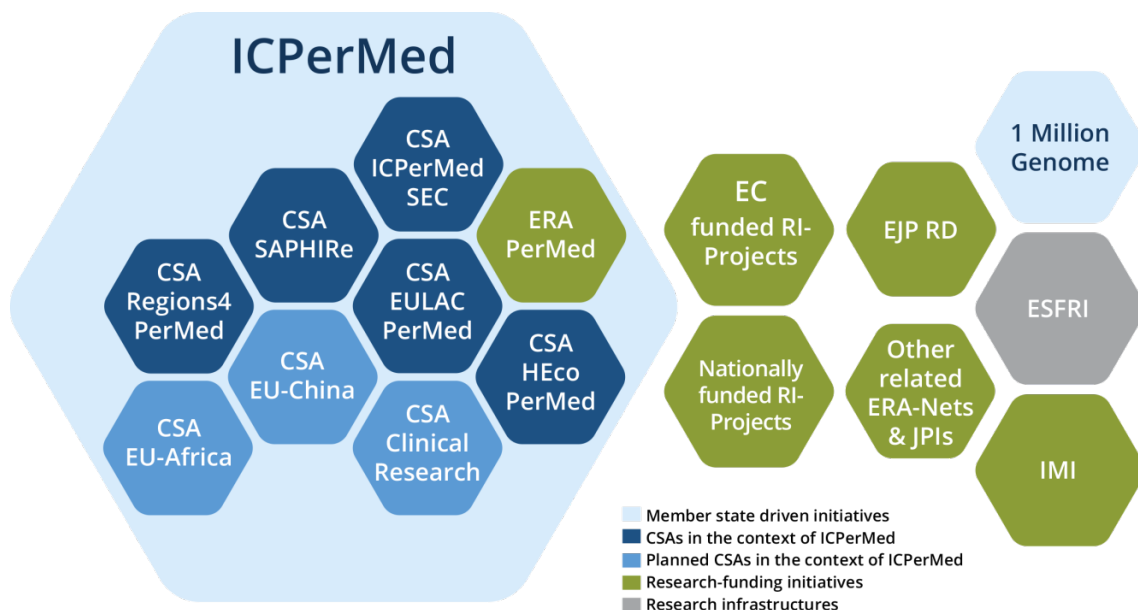 ICPerMed
CSA
ICPerMed
SEC
CSA
SAPHIRe
ERA
PerMed
CSA
Regions4
PerMed
CSA
EULAC
PerMed
CSA
EU-China
CSA
HEco
PerMed
CSA
EU-Africa
CSA
Clinical
Research
EC
funded RI-
Projects
EJP RD
1 Million
Genome
ESFRI
Nationally
funded RI-
Projects
Other
related
ERA-Nets
& JPIs
IMI
Member state driven initiatives
CSAs in the context of ICPerMed
Planned CSAs in the context of ICPerMed
Research-funding initiatives
Research infrastructures